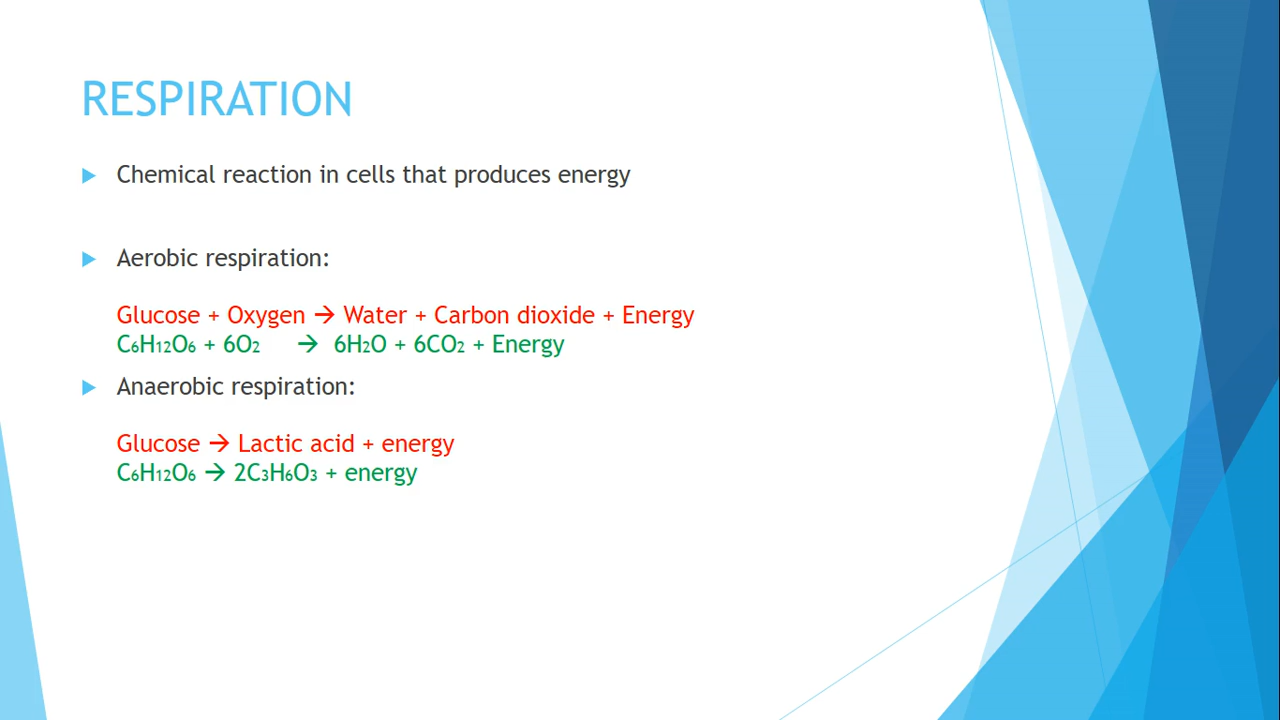 RESPIRATION
Chemical reaction in cells that produces energy
Aerobic respiration:
Glucose + Oxygen → Water + Carbon dioxide + Energy
C₆H₁₂O₆ + 6O₂ → 6H₂O + 6CO₂ + Energy
Anaerobic respiration:
Glucose → Lactic acid + energy
C₆H₁₂O₆ → 2C₃H₆O₃ + energy